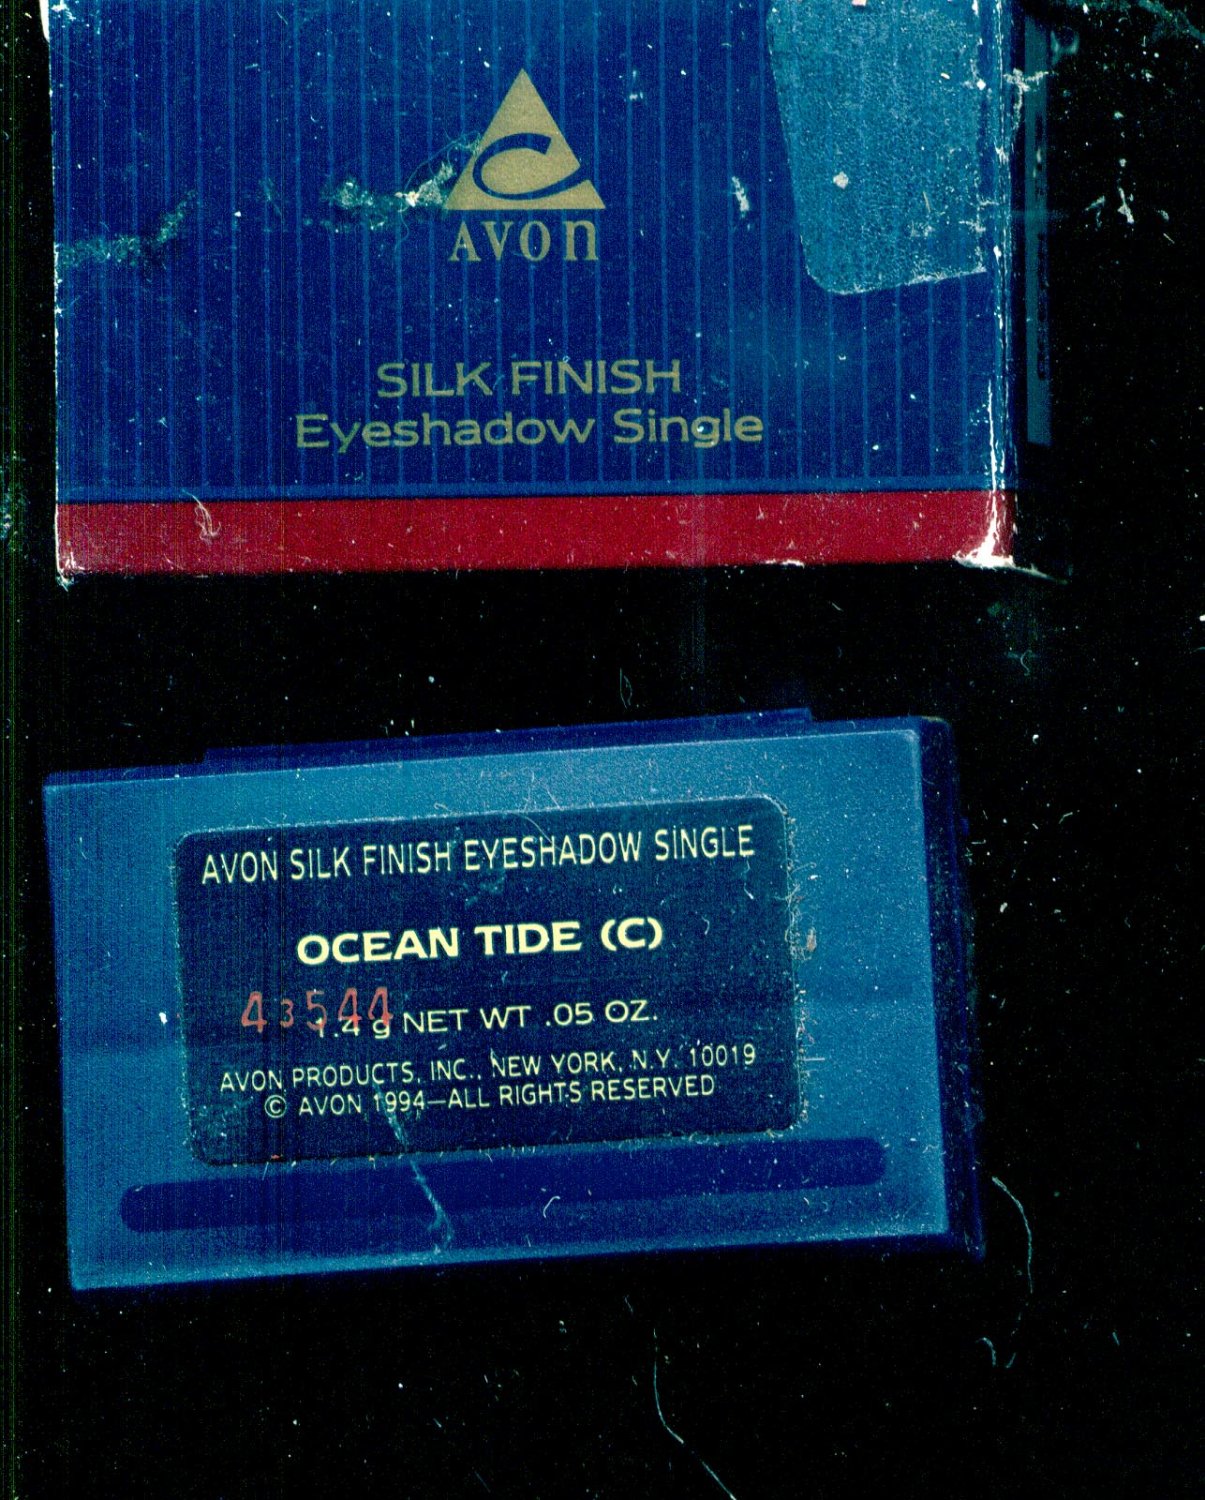 AVON
SILK FINISH
Eyeshadow Single
AVON SILK FINISH EYESHADOW SINGLE
OCEAN TIDE (C)
43544
1.4 g NET WT .05 OZ.
AVON PRODUCTS, INC., NEW YORK, N.Y. 10019
© AVON 1994—ALL RIGHTS RESERVED